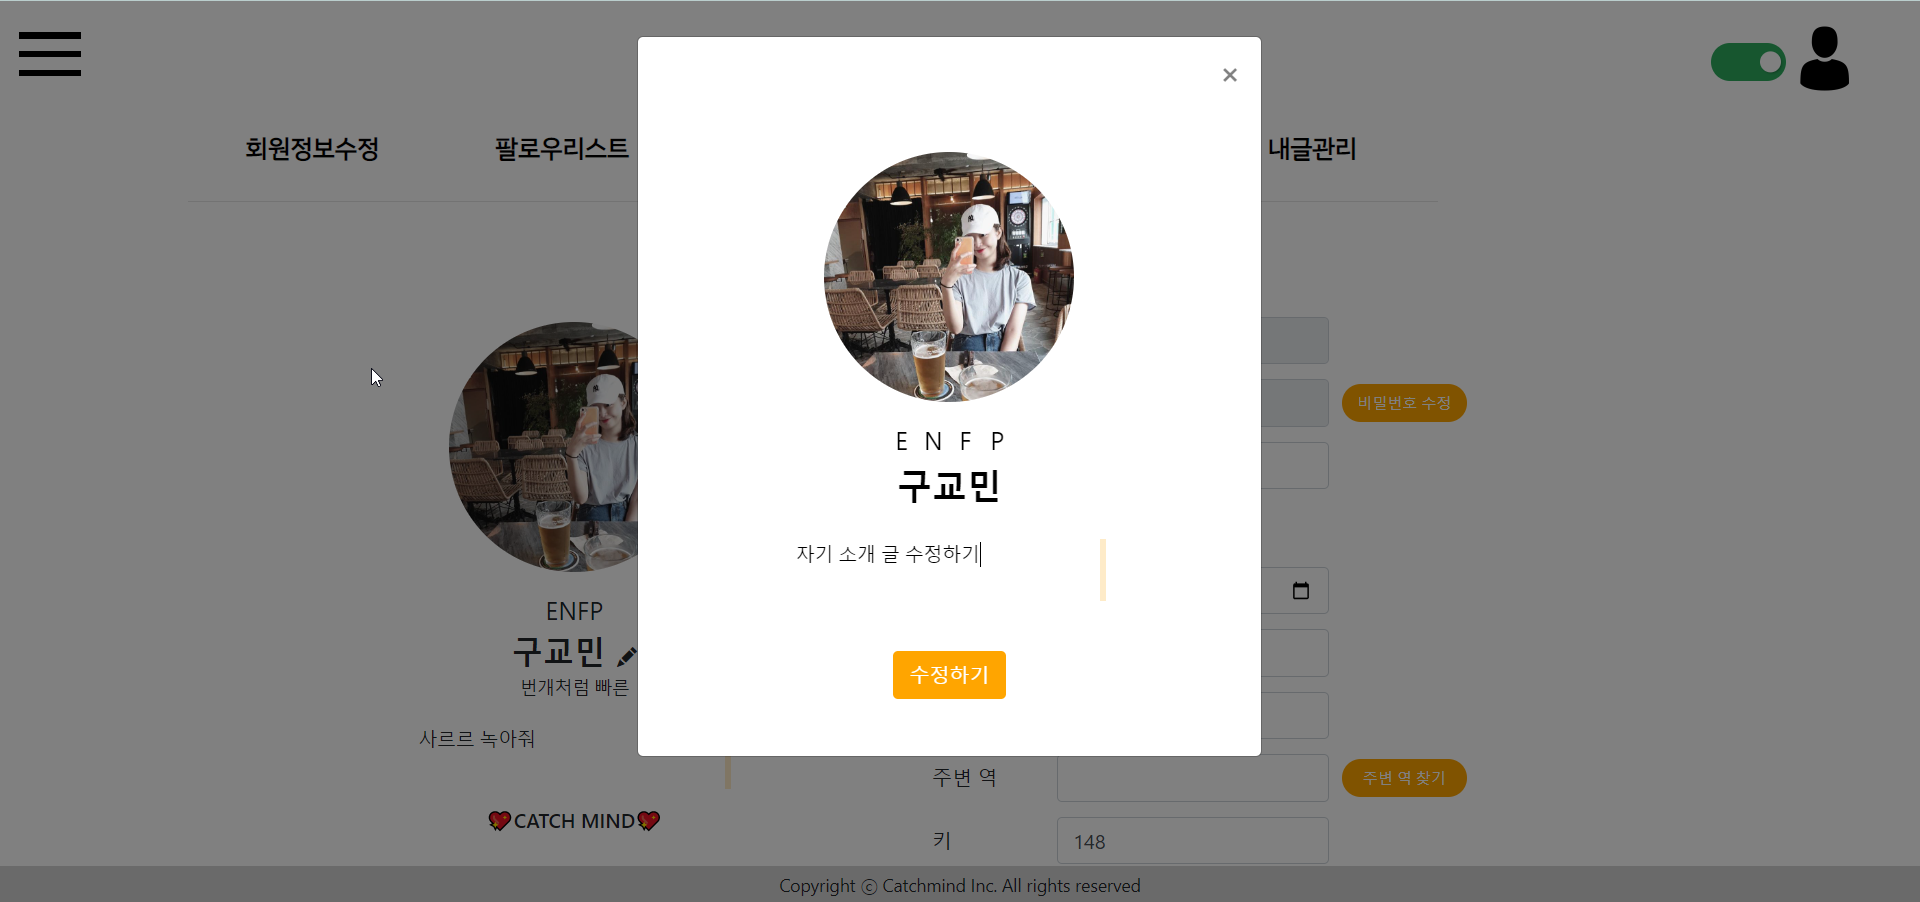 회원정보수정
팔로우리스트
내글관리
E N F P
구교민
자기 소개 글 수정하기
수정하기
ENFP
구교민
번개처럼 빠른
사르르 녹아줘
💖CATCH MIND💖
비밀번호 수정
주변 역
주변 역 찾기
키
148
Copyright ⓒ Catchmind Inc. All rights reserved